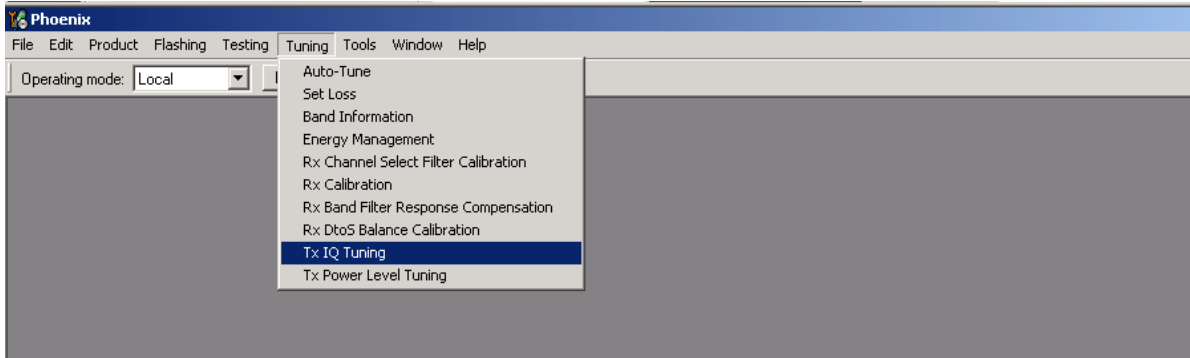 Phoenix
File Edit Product Flashing Testing Tuning Tools Window Help
Operating mode: Local
Auto-Tune
Set Loss
Band Information
Energy Management
Rx Channel Select Filter Calibration
Rx Calibration
Rx Band Filter Response Compensation
Rx DtoS Balance Calibration
Tx IQ Tuning
Tx Power Level Tuning